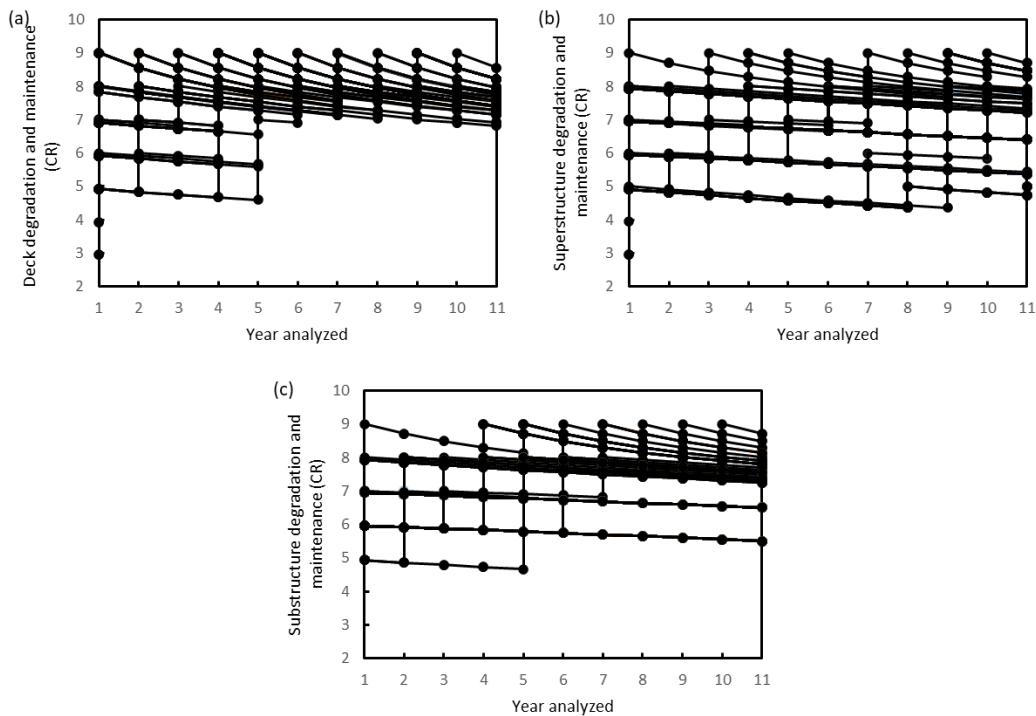 (a)
Deck degradation and maintenance
(CR)
10
9
8
7
6
5
4
3
2
1 2 3 4 5 6 7 8 9 10 11
Year analyzed
(b)
Superstructure degradation and
maintenance (CR)
10
9
8
7
6
5
4
3
2
1 2 3 4 5 6 7 8 9 10 11
Year analyzed
(c)
Substructure degradation and
maintenance (CR)
10
9
8
7
6
5
4
3
2
1 2 3 4 5 6 7 8 9 10 11
Year analyzed